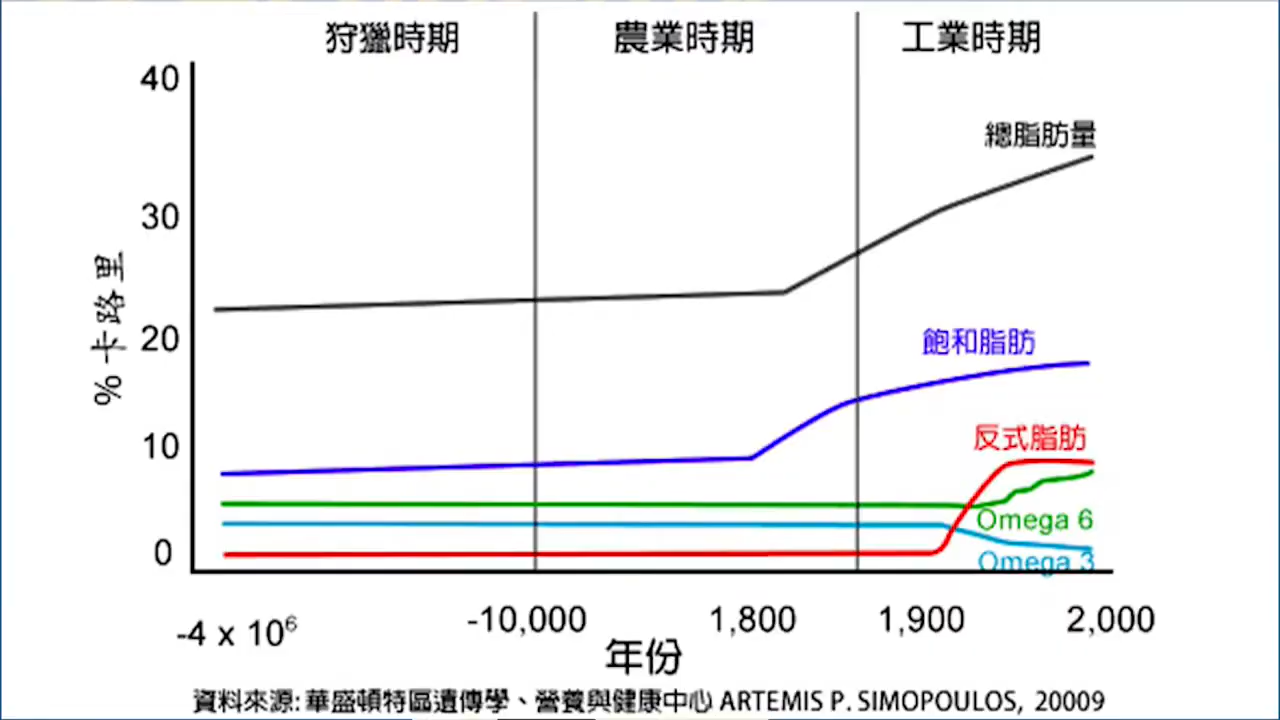 狩獵時期 農業時期 工業時期
40
總脂肪量
30
% 卡路里
20
飽和脂肪
10
反式脂肪
Omega 6
0
Omega 3
-4 x 10⁶ -10,000 1,800 1,900 2,000
年份
資料來源: 華盛頓特區遺傳學、營養與健康中心 ARTEMIS P. SIMOPOULOS, 20009